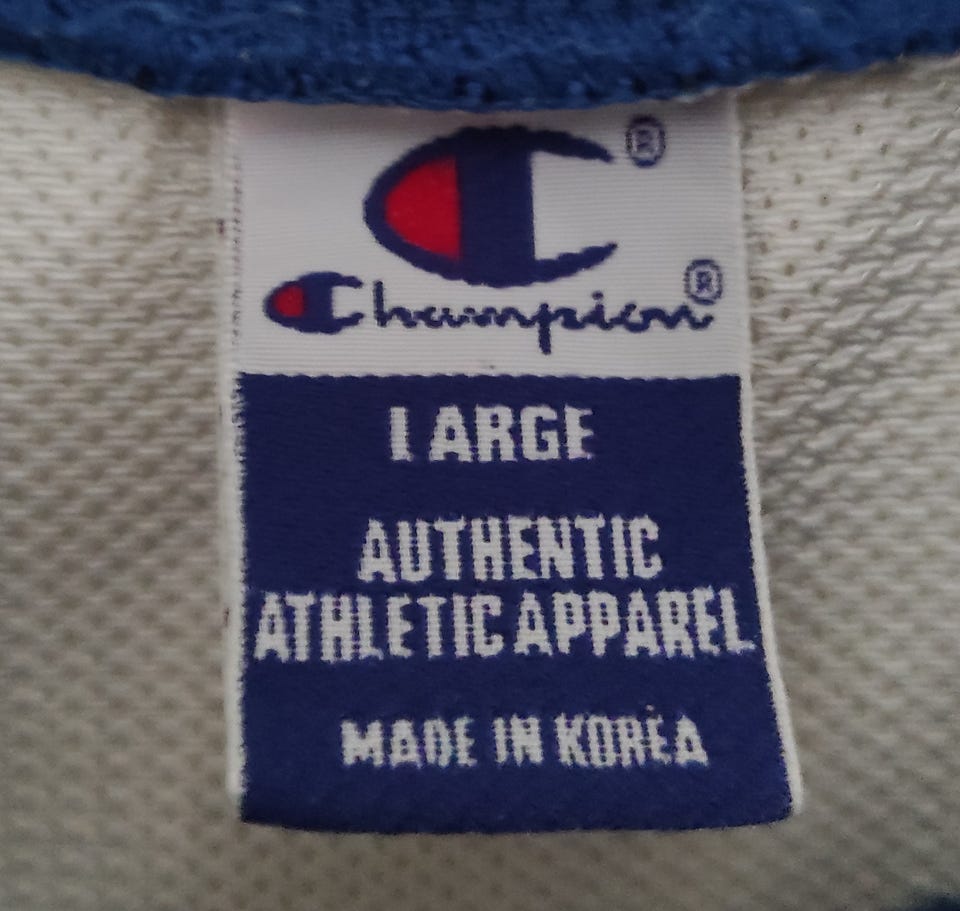 ®
Champion®
LARGE
AUTHENTIC
ATHLETIC APPAREL
MADE IN KOREA